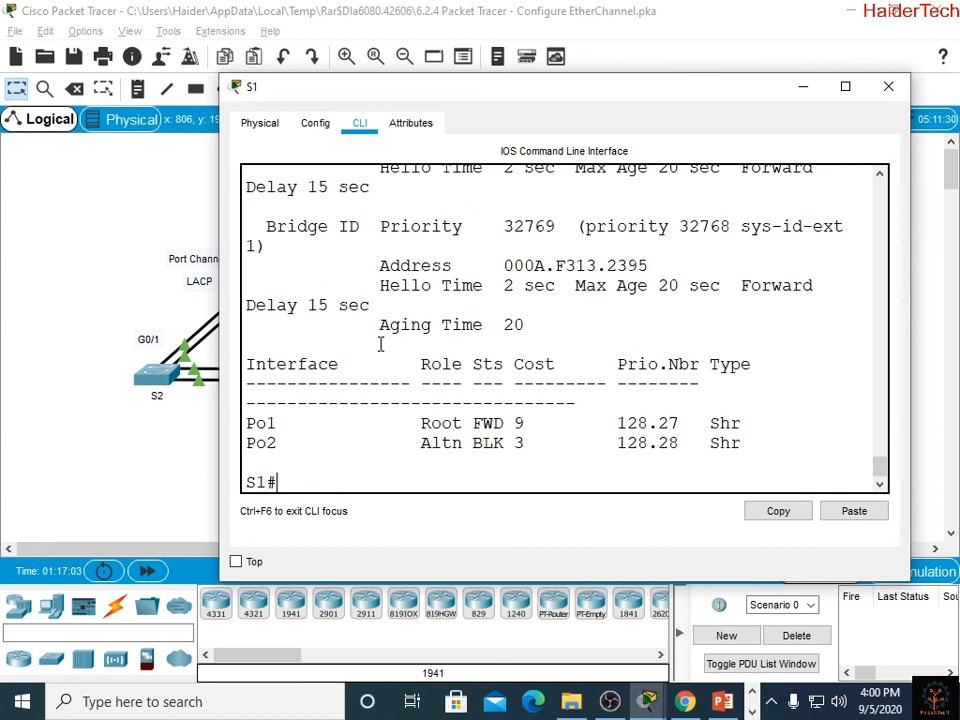 Cisco Packet Tracer - C:\Users\Haider\AppData\Local\Temp\Rar$DIa6080.42606\6.2.4 Packet Tracer - Configure EtherChannel.pka
HaiderTech
File Edit Options View Tools Extensions Help
?
S1
Logical
Physical
x: 806, y: 19
05:11:30
Physical Config CLI Attributes
IOS Command Line Interface
Hello Time 2 sec Max Age 20 sec Forward
Delay 15 sec
Bridge ID Priority 32769 (priority 32768 sys-id-ext
1)
Address 000A.F313.2395
Hello Time 2 sec Max Age 20 sec Forward
Delay 15 sec
Aging Time 20
Interface Role Sts Cost Prio.Nbr Type
---------------- ---- --- --------- --------
--------------------------------
Po1 Root FWD 9 128.27 Shr
Po2 Altn BLK 3 128.28 Shr
S1#
Port Chann
LACP
G0/1
S2
Ctrl+F6 to exit CLI focus
Copy
Paste
Top
Time: 01:17:03
mulation
4331 4321 1941 2901 2911 819IOX 819HGW 829 1240 PT-Router PT-Empty 1841 2620
1941
Scenario 0
New
Delete
Toggle PDU List Window
Fire Last Status Sou
Type here to search
4:00 PM
9/5/2020